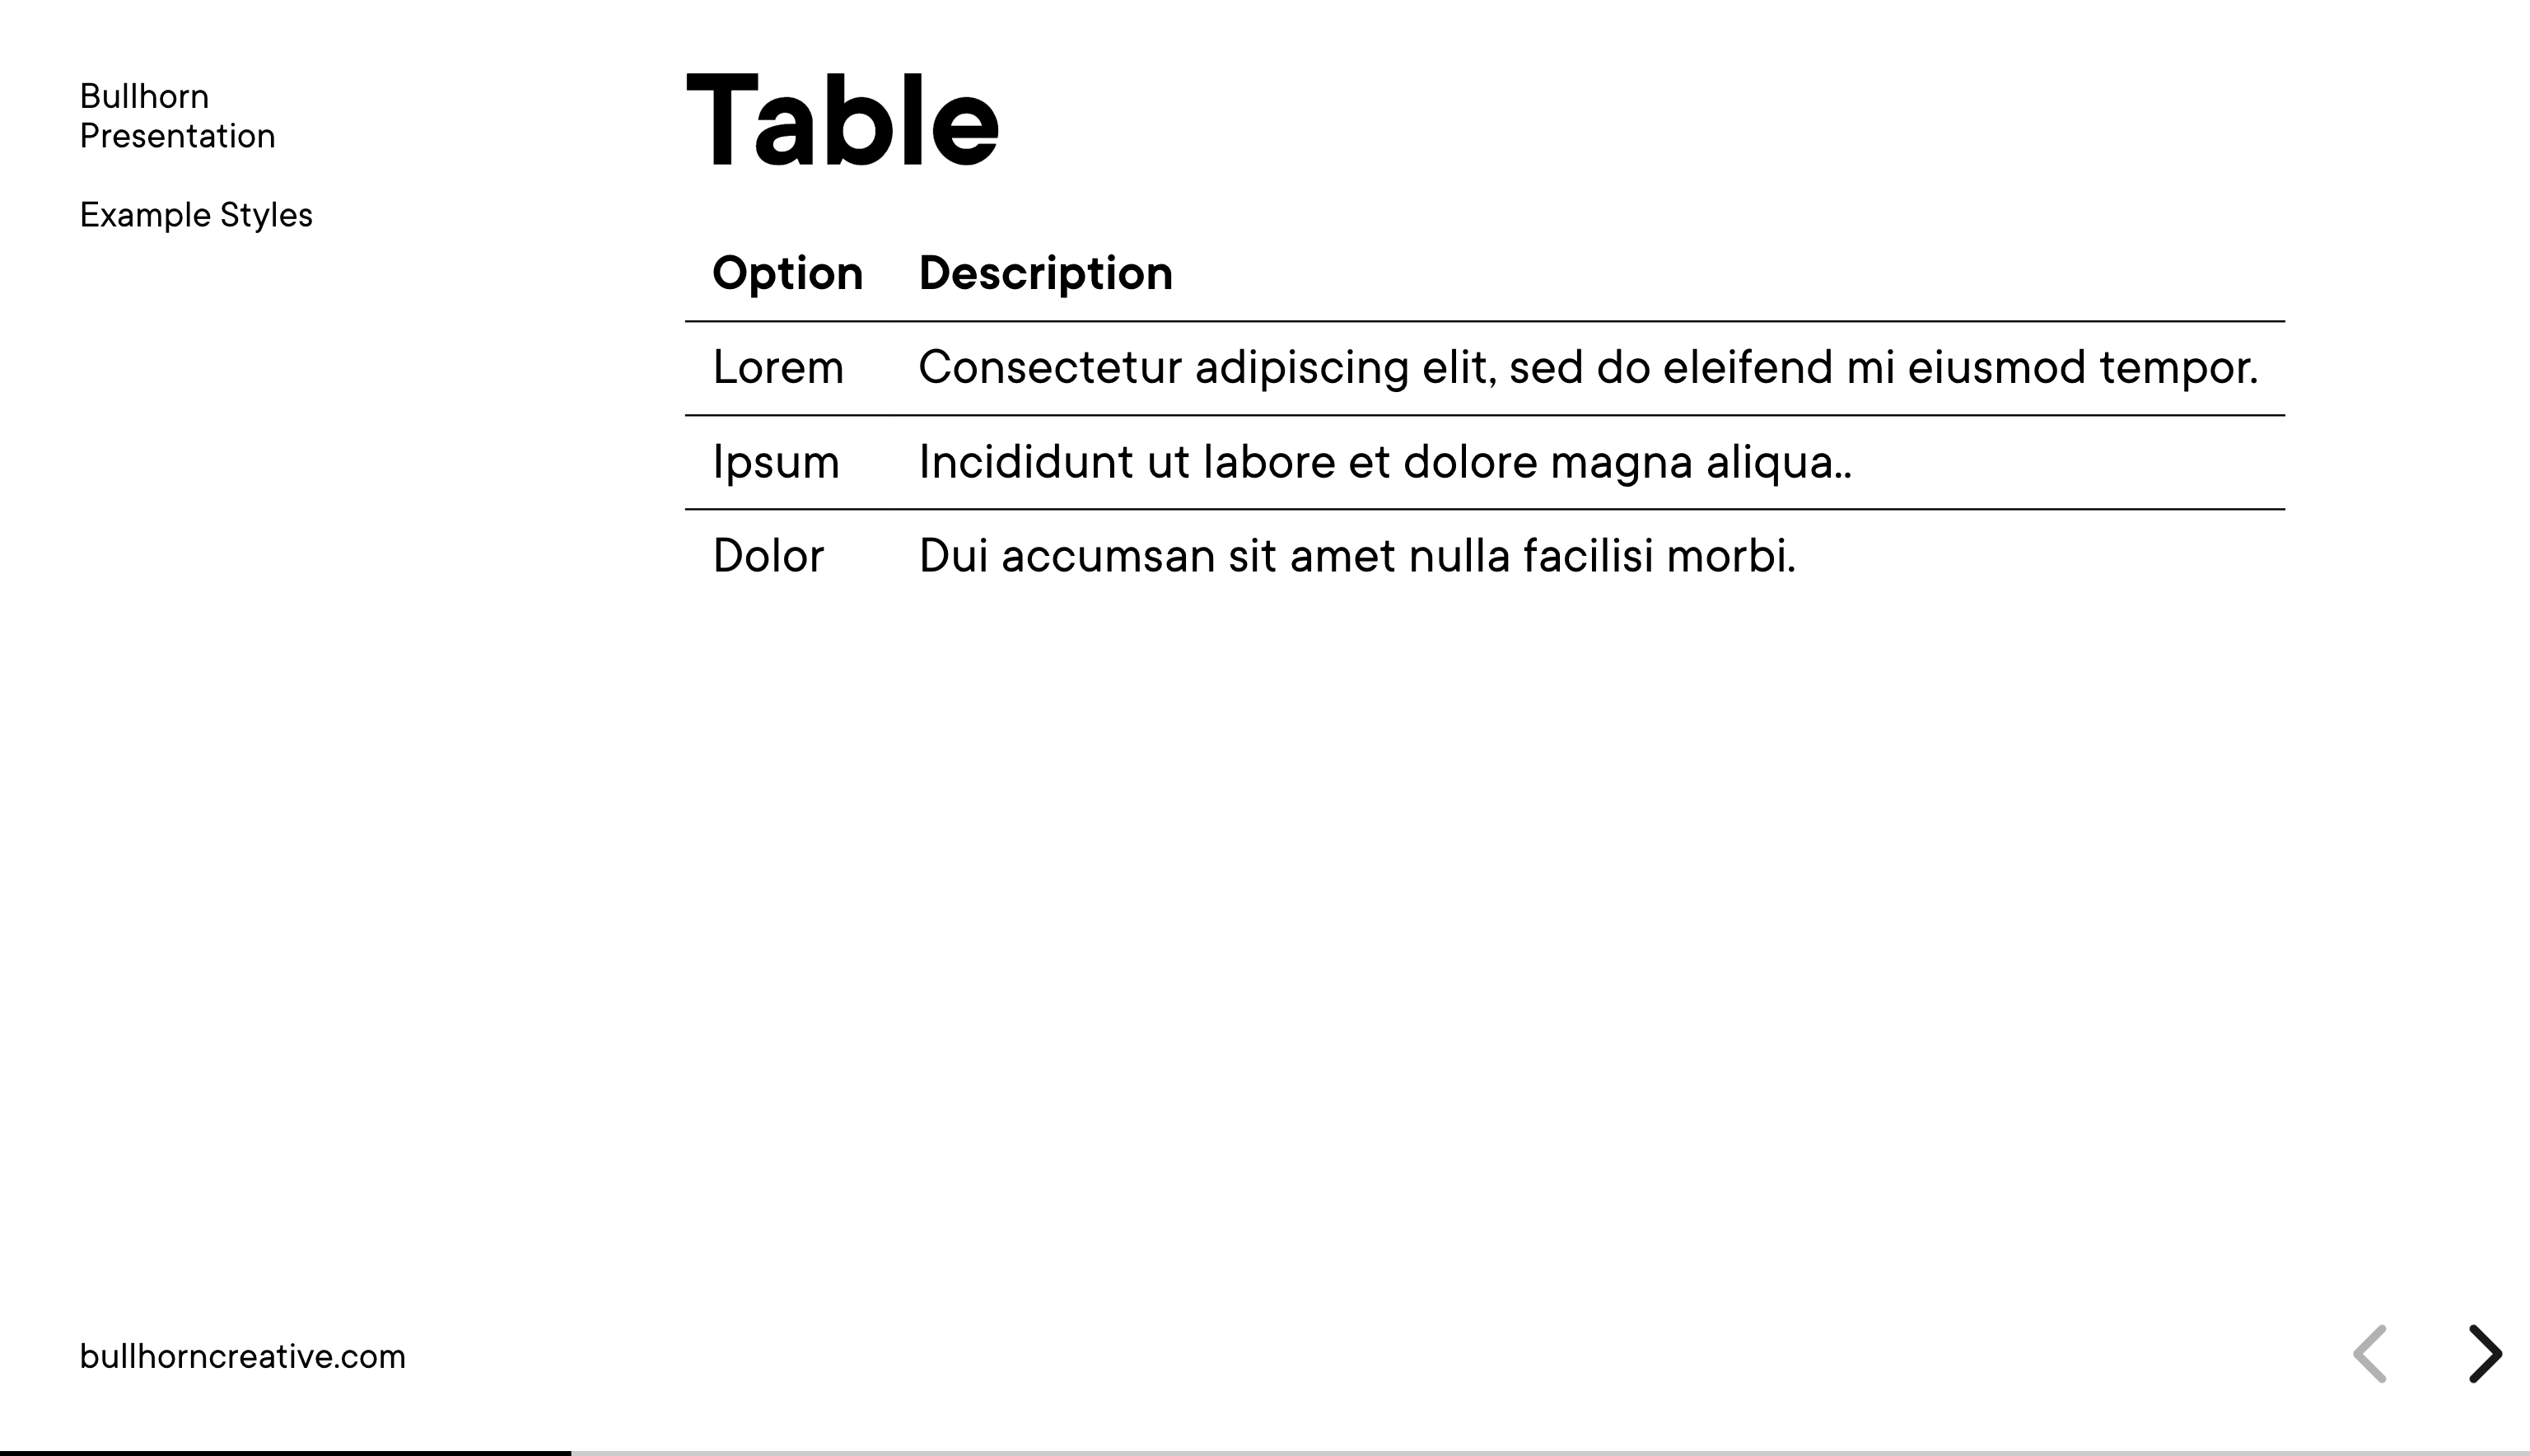 Bullhorn
Presentation
Example Styles
Table
Option Description
Lorem Consectetur adipiscing elit, sed do eleifend mi eiusmod tempor.
Ipsum Incididunt ut labore et dolore magna aliqua..
Dolor Dui accumsan sit amet nulla facilisi morbi.
bullhorncreative.com